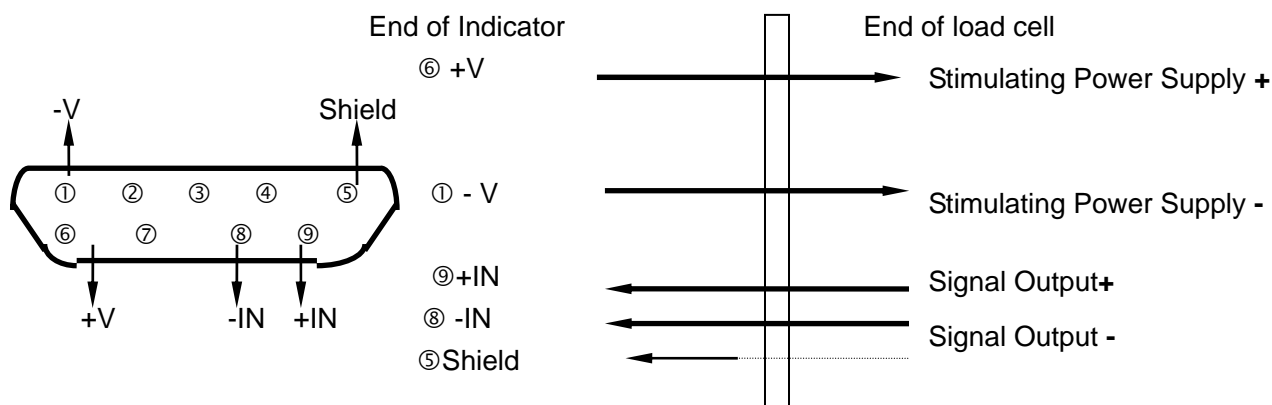 End of Indicator
End of load cell
⑥ +V
Stimulating Power Supply +
-V
Shield
① ② ③ ④ ⑤
① - V
Stimulating Power Supply -
⑥ ⑦ ⑧ ⑨
⑨+IN
Signal Output+
+V -IN +IN
⑧ -IN
Signal Output -
⑤Shield